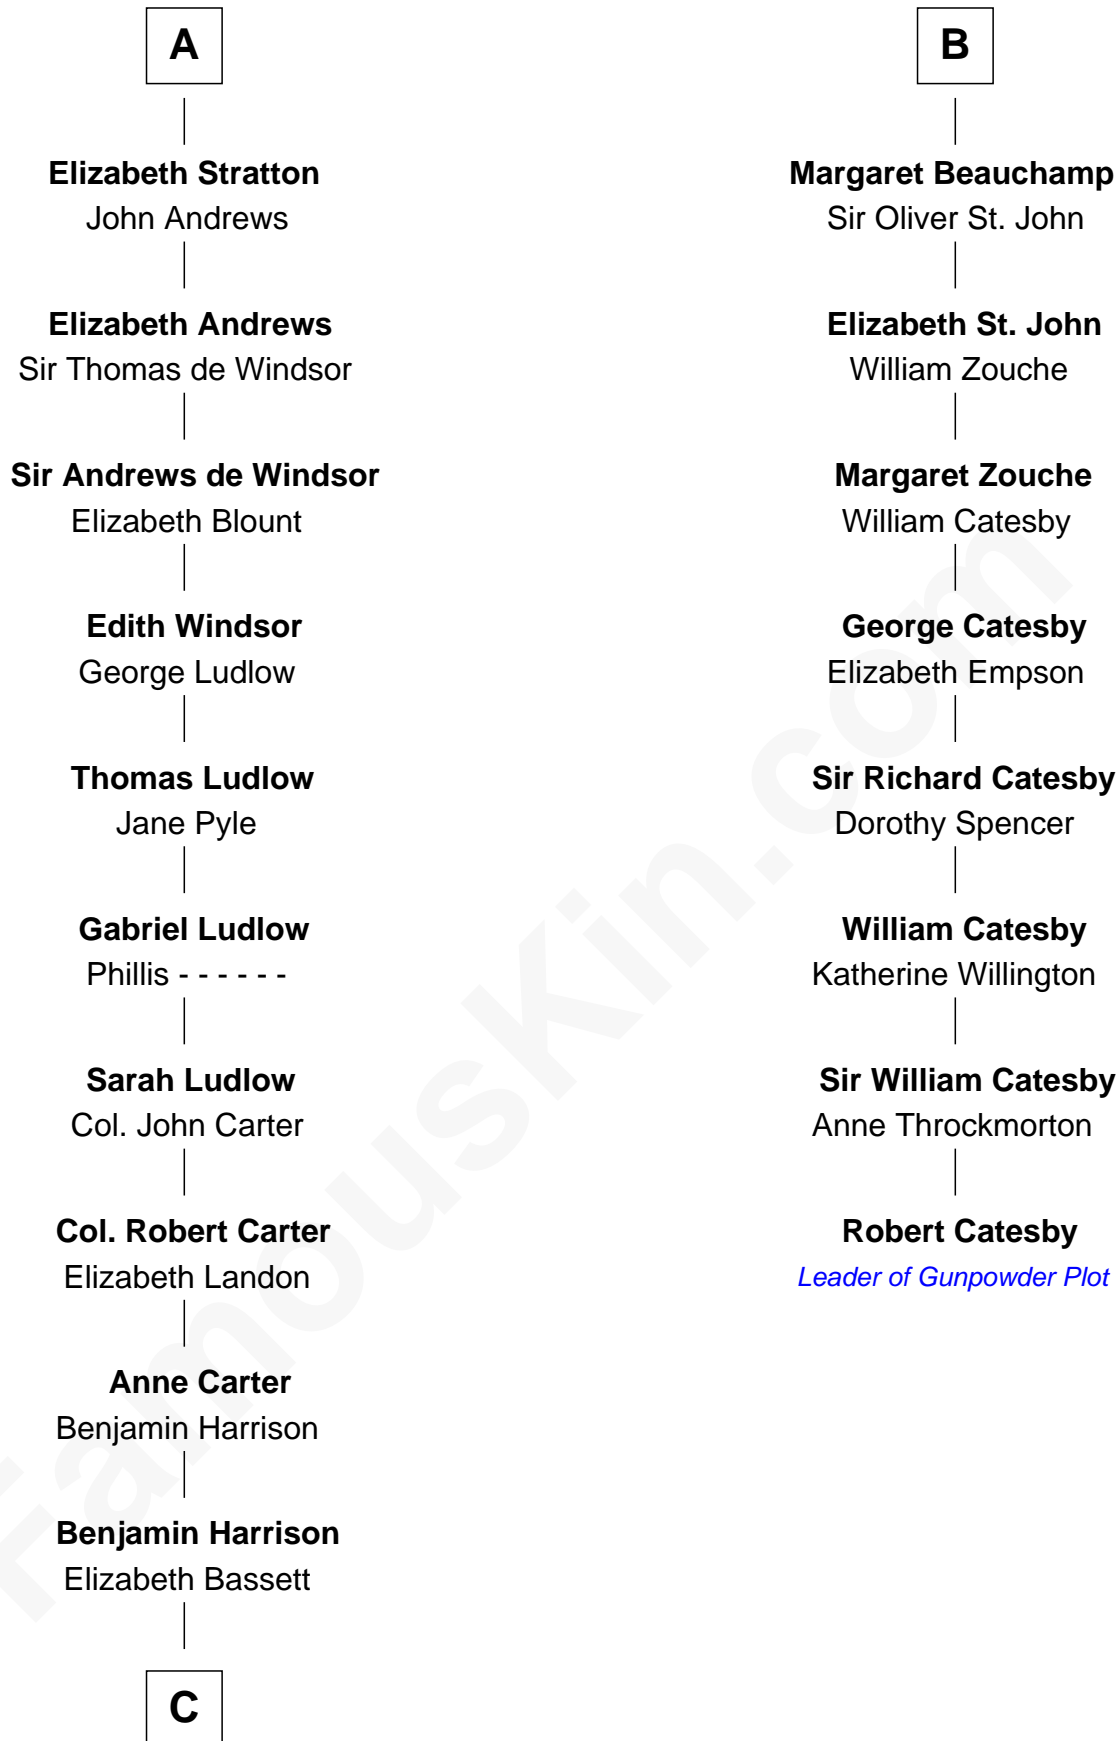 A
Elizabeth Stratton
John Andrews
Elizabeth Andrews
Sir Thomas de Windsor
Sir Andrews de Windsor
Elizabeth Blount
Edith Windsor
George Ludlow
Thomas Ludlow
Jane Pyle
Gabriel Ludlow
Phillis - - - - - -
Sarah Ludlow
Col. John Carter
Col. Robert Carter
Elizabeth Landon
Anne Carter
Benjamin Harrison
Benjamin Harrison
Elizabeth Bassett
C
B
Margaret Beauchamp
Sir Oliver St. John
Elizabeth St. John
William Zouche
Margaret Zouche
William Catesby
George Catesby
Elizabeth Empson
Sir Richard Catesby
Dorothy Spencer
William Catesby
Katherine Willington
Sir William Catesby
Anne Throckmorton
Robert Catesby
Leader of Gunpowder Plot
FamousKin.com